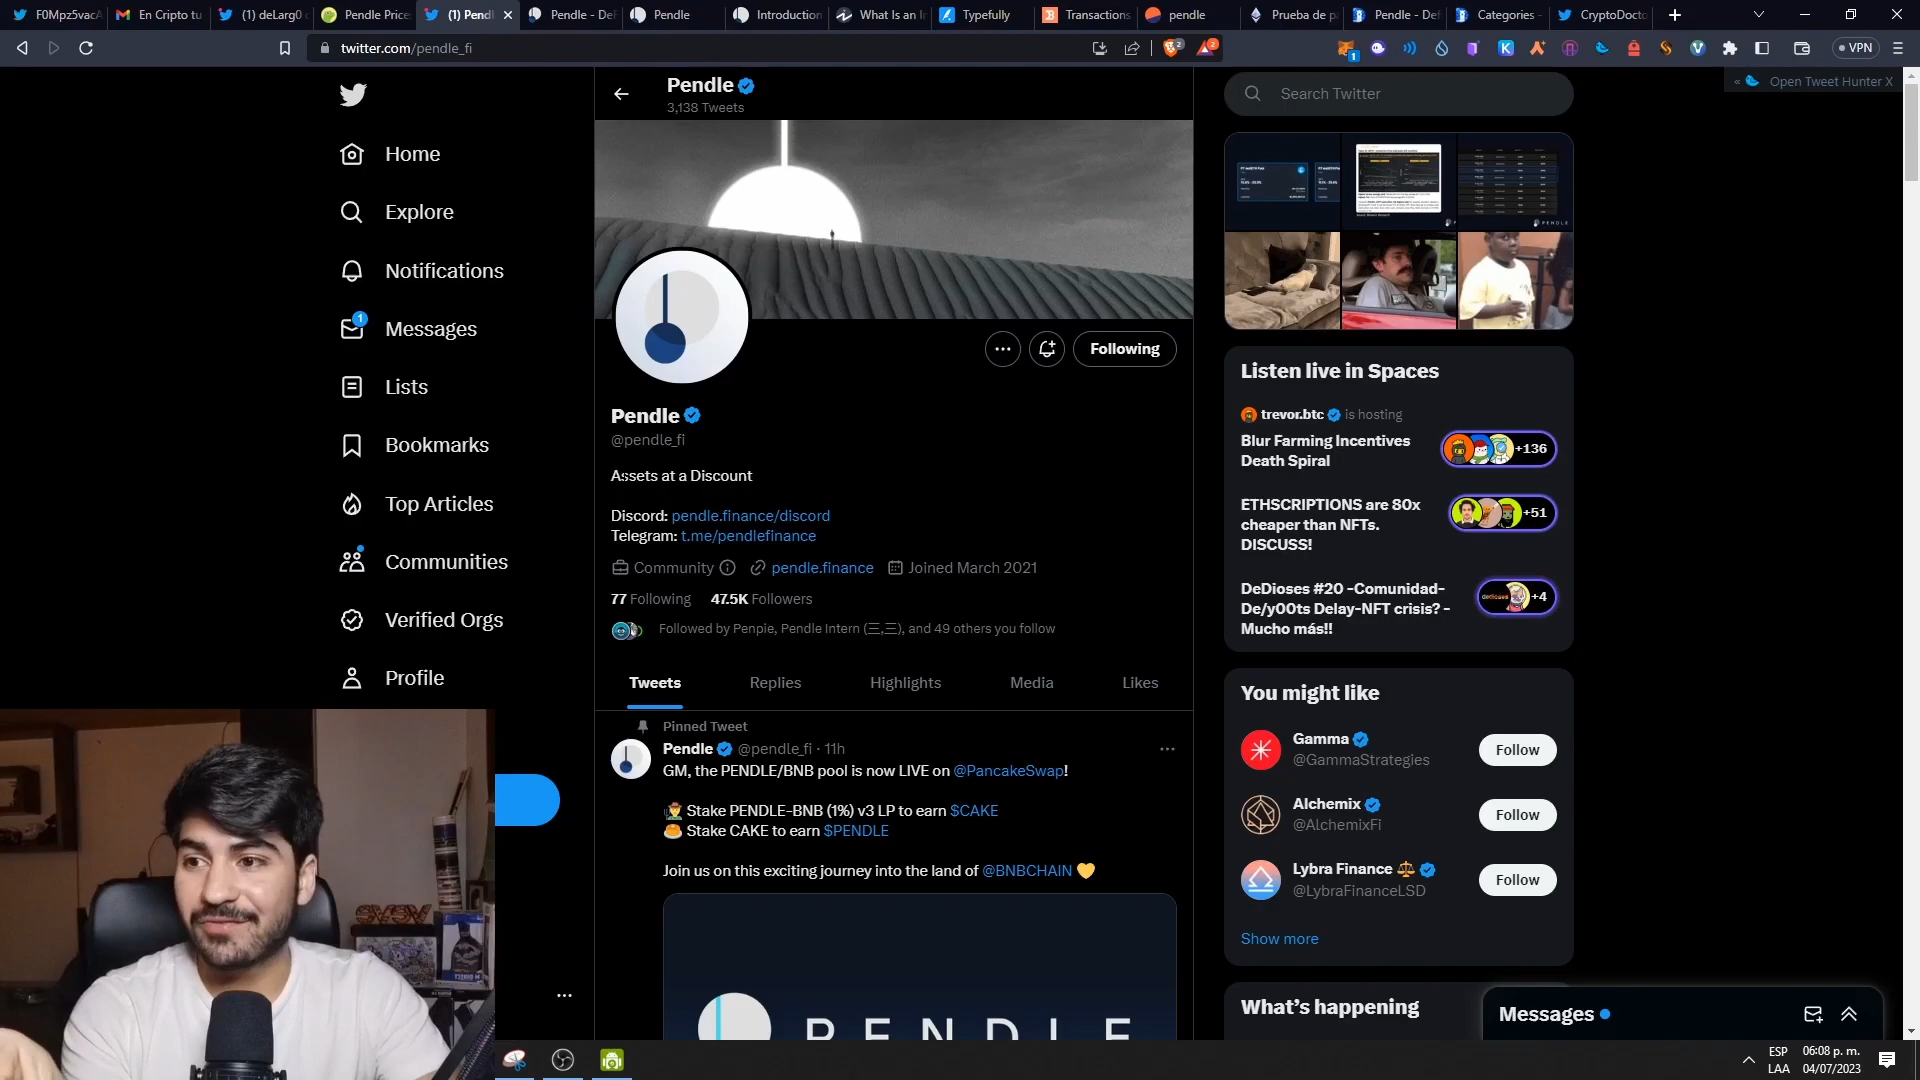 F0Mpz5vacA
En Cripto tu
(1) deLarg0
Pendle Price
(1) Pendl
Pendle - DeF
Pendle
Introduction
What Is an In
Typefully
Transactions
pendle
Prueba de pa
Pendle - Def
Categories -
CryptoDocto
twitter.com/pendle_fi
2
2
1
VPN
Home
Explore
Notifications
1
Messages
Lists
Bookmarks
Top Articles
Communities
Verified Orgs
Profile
Pendle
3,138 Tweets
Following
Pendle
@pendle_fi
Assets at a Discount
Discord: pendle.finance/discord
Telegram: t.me/pendlefinance
Community pendle.finance Joined March 2021
77 Following 47.5K Followers
Followed by Penpie, Pendle Intern (三,三), and 49 others you follow
Tweets Replies Highlights Media Likes
Pinned Tweet
Pendle @pendle_fi · 11h
GM, the PENDLE/BNB pool is now LIVE on @PancakeSwap!
🧑‍🌾 Stake PENDLE-BNB (1%) v3 LP to earn $CAKE
🥞 Stake CAKE to earn $PENDLE
Join us on this exciting journey into the land of @BNBCHAIN 💛
PENDLE
Search Twitter
« Open Tweet Hunter X
PENDLE
Listen live in Spaces
trevor.btc is hosting
Blur Farming Incentives
Death Spiral
+136
ETHSCRIPTIONS are 80x
cheaper than NFTs.
DISCUSS!
+51
DeDioses #20 -Comunidad-
De/y00ts Delay-NFT crisis? -
Mucho más!!
+4
You might like
Gamma
@GammaStrategies
Follow
Alchemix
@AlchemixFi
Follow
Lybra Finance ⚖️
@LybraFinanceLSD
Follow
Show more
What's happening
Messages
ESP
LAA
06:08 p. m.
04/07/2023